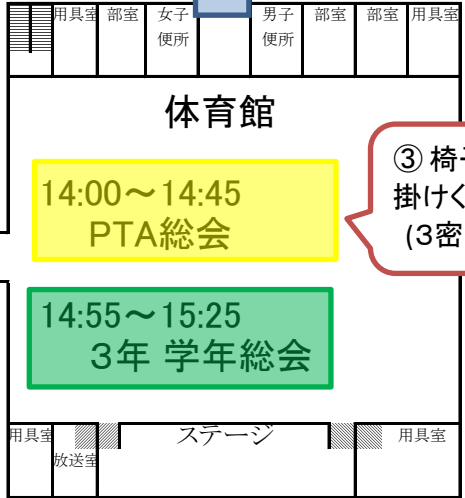 用具室 部室 女子便所 男子便所 部室 部室 用具室
体育館
③ 椅子
掛けく
(3密
14:00～14:45
PTA総会
14:55～15:25
3年 学年総会
用具室 ステージ 用具室
放送室